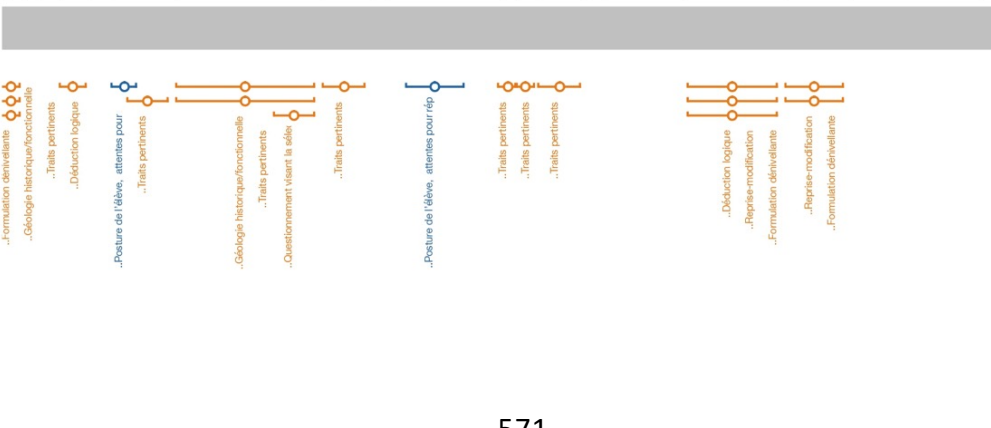 ..Formulation dénivellante
..Géologie historique/fonctionnelle
..Traits pertinents
..Déduction logique
..Posture de l'élève, attentes pour
..Traits pertinents
..Géologie historique/fonctionnelle
..Traits pertinents
..Questionnement visant la sélec
..Traits pertinents
..Posture de l'élève, attentes pour rép
..Traits pertinents
..Traits pertinents
..Traits pertinents
..Déduction logique
..Reprise-modification
..Formulation dénivellante
..Reprise-modification
..Formulation dénivellante
571